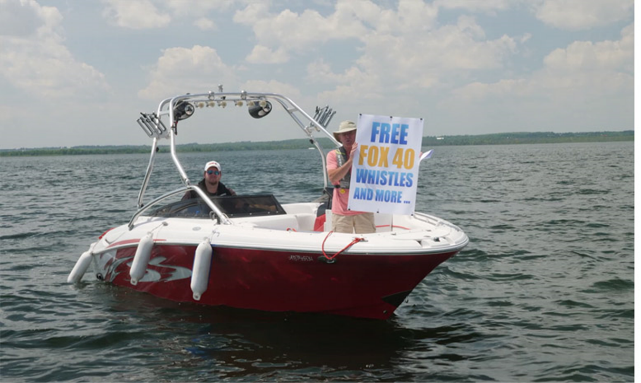 FREE
FOX 40
WHISTLES
AND MORE ...